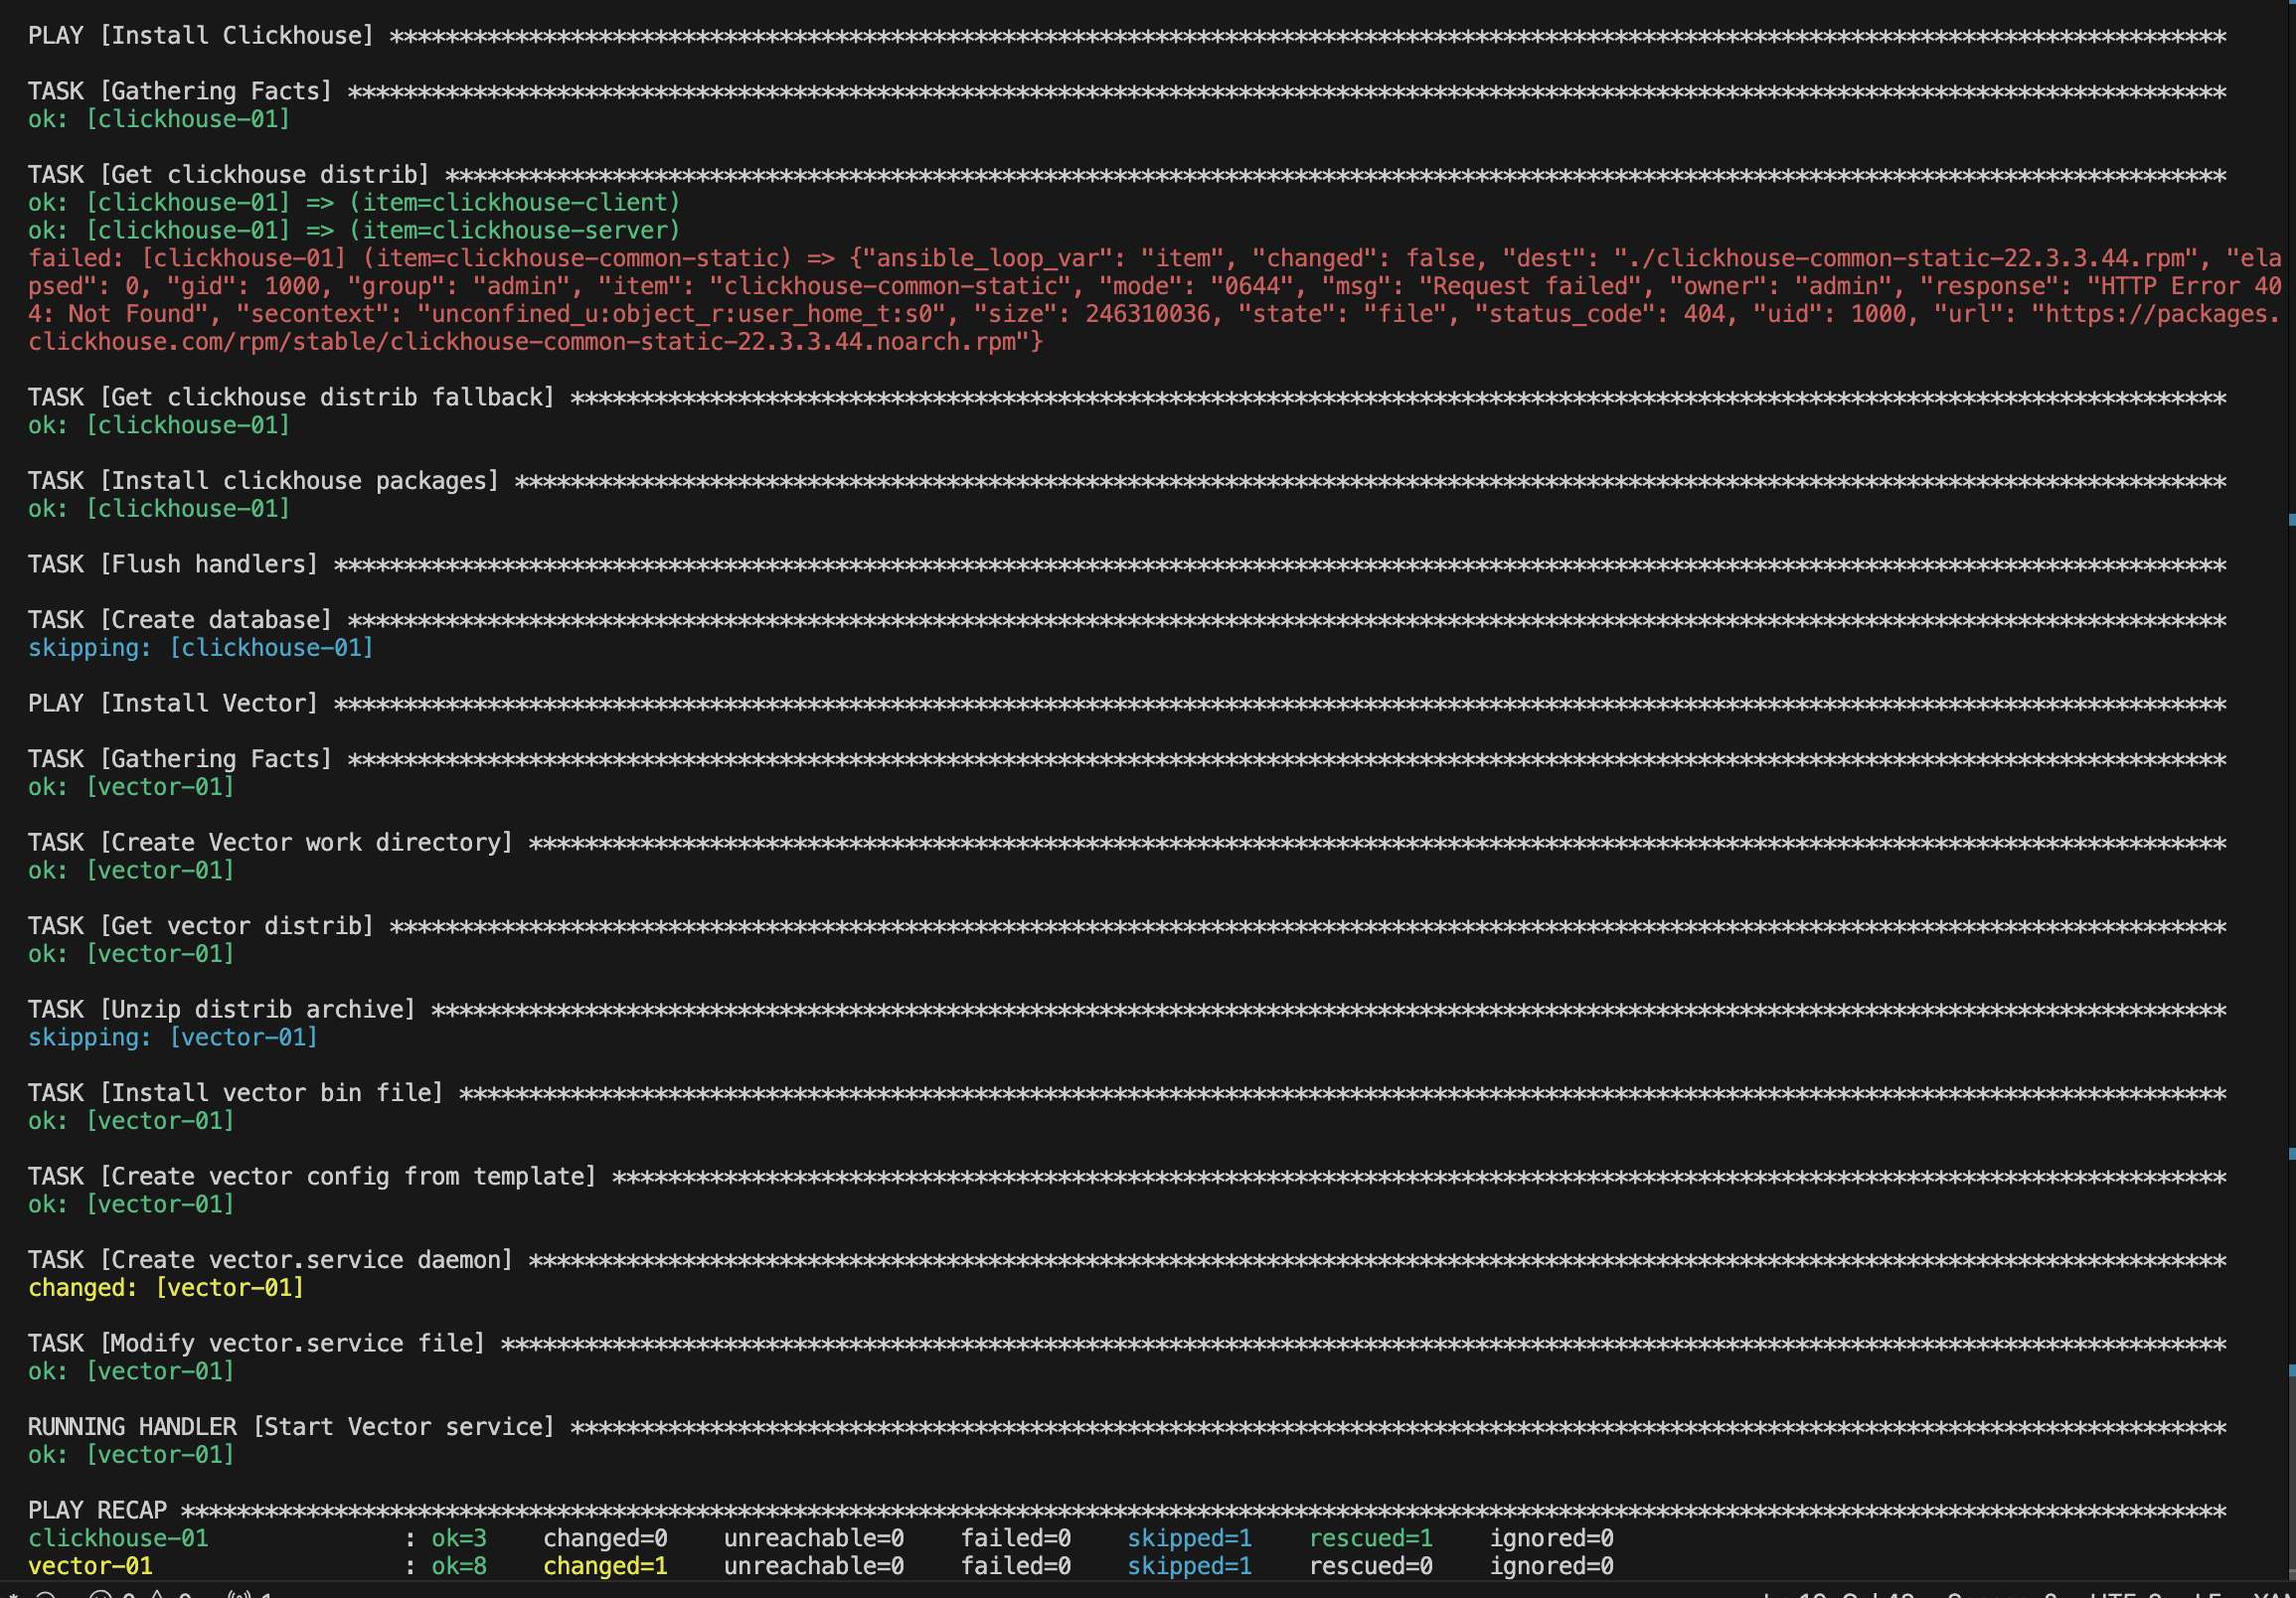 PLAY [Install Clickhouse] ***********************************************************************************************************************************
TASK [Gathering Facts] **************************************************************************************************************************************
ok: [clickhouse-01]
TASK [Get clickhouse distrib] *******************************************************************************************************************************
ok: [clickhouse-01] => (item=clickhouse-client)
ok: [clickhouse-01] => (item=clickhouse-server)
failed: [clickhouse-01] (item=clickhouse-common-static) => {"ansible_loop_var": "item", "changed": false, "dest": "./clickhouse-common-static-22.3.3.44.rpm", "ela
psed": 0, "gid": 1000, "group": "admin", "item": "clickhouse-common-static", "mode": "0644", "msg": "Request failed", "owner": "admin", "response": "HTTP Error 40
4: Not Found", "secontext": "unconfined_u:object_r:user_home_t:s0", "size": 246310036, "state": "file", "status_code": 404, "uid": 1000, "url": "https://packages.
clickhouse.com/rpm/stable/clickhouse-common-static-22.3.3.44.noarch.rpm"}
TASK [Get clickhouse distrib fallback] **********************************************************************************************************************
ok: [clickhouse-01]
TASK [Install clickhouse packages] **************************************************************************************************************************
ok: [clickhouse-01]
TASK [Flush handlers] ***************************************************************************************************************************************
TASK [Create database] **************************************************************************************************************************************
skipping: [clickhouse-01]
PLAY [Install Vector] ***************************************************************************************************************************************
TASK [Gathering Facts] **************************************************************************************************************************************
ok: [vector-01]
TASK [Create Vector work directory] *************************************************************************************************************************
ok: [vector-01]
TASK [Get vector distrib] ***********************************************************************************************************************************
ok: [vector-01]
TASK [Unzip distrib archive] ********************************************************************************************************************************
skipping: [vector-01]
TASK [Install vector bin file] ******************************************************************************************************************************
ok: [vector-01]
TASK [Create vector config from template] *******************************************************************************************************************
ok: [vector-01]
TASK [Create vector.service daemon] *************************************************************************************************************************
changed: [vector-01]
TASK [Modify vector.service file] ***************************************************************************************************************************
ok: [vector-01]
RUNNING HANDLER [Start Vector service] **********************************************************************************************************************
ok: [vector-01]
PLAY RECAP **************************************************************************************************************************************************
clickhouse-01              : ok=3    changed=0    unreachable=0    failed=0    skipped=1    rescued=1    ignored=0
vector-01                  : ok=8    changed=1    unreachable=0    failed=0    skipped=1    rescued=0    ignored=0